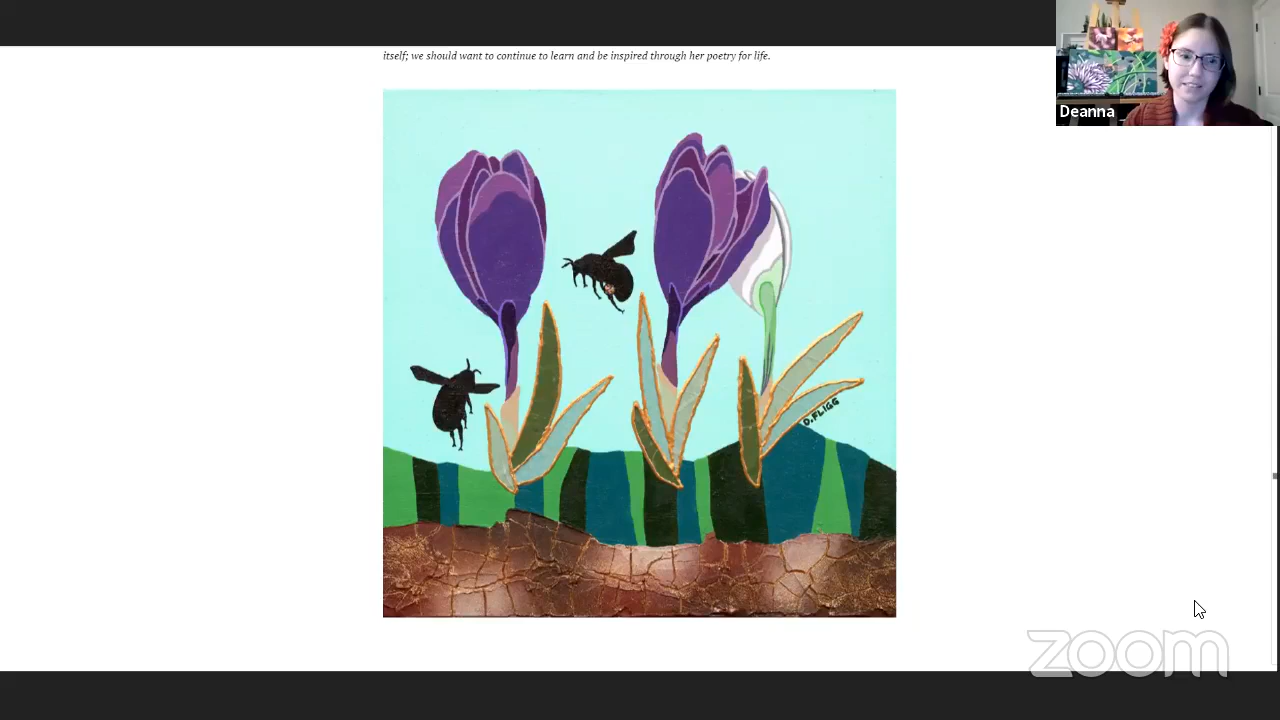 itself; we should want to continue to learn and be inspired through her poetry for life.
Deanna
D.FLIGG
zoom